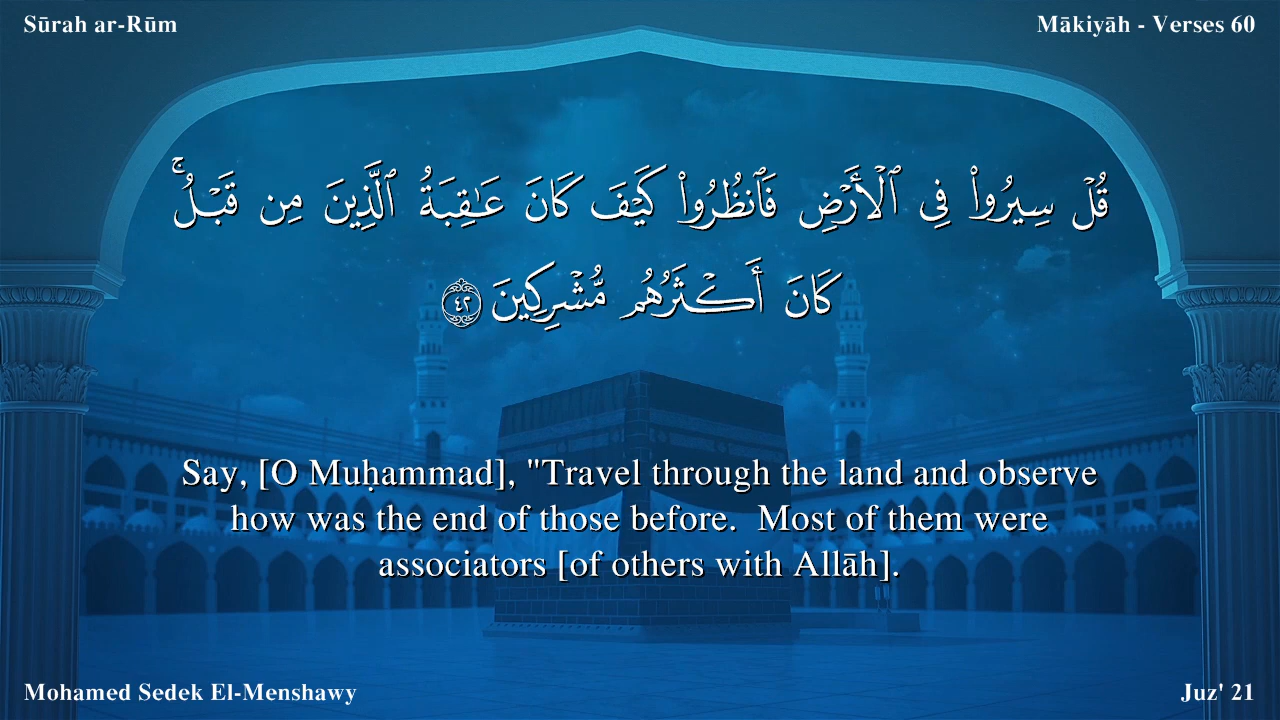 Sūrah ar-Rūm
Mākiyāh - Verses 60
قُلۡ سِيرُواْ فِي ٱلۡأَرۡضِ فَٱنظُرُواْ كَيۡفَ كَانَ عَٰقِبَةُ ٱلَّذِينَ مِن قَبۡلُۚ
كَانَ أَكۡثَرُهُم مُّشۡرِكِينَ ٤٢
Say, [O Muḥammad], "Travel through the land and observe
how was the end of those before.  Most of them were
associators [of others with Allāh].
Mohamed Sedek El-Menshawy
Juz' 21